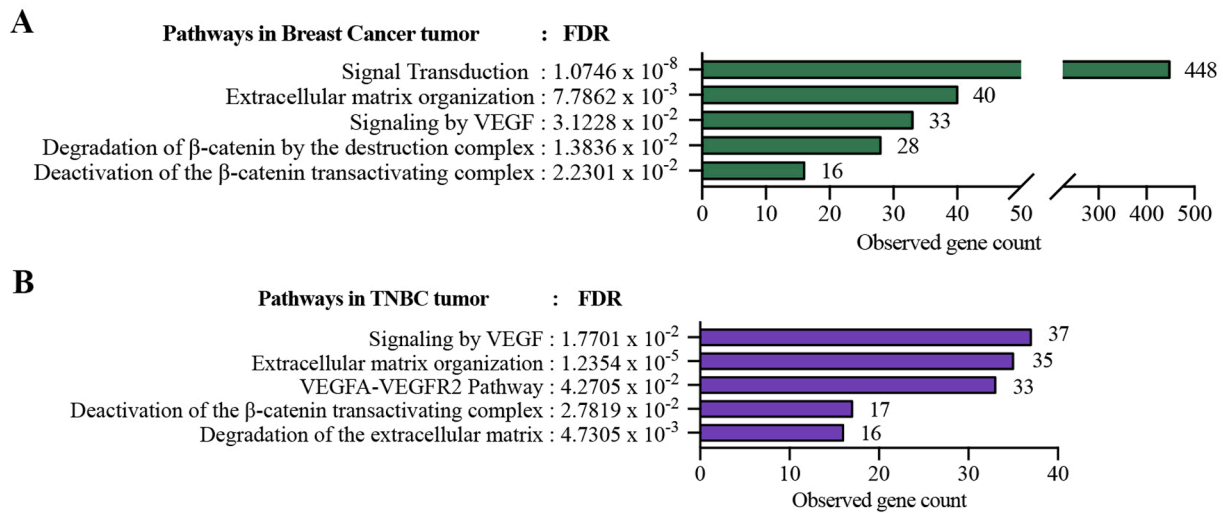 A
Pathways in Breast Cancer tumor : FDR
Signal Transduction : 1.0746 x 10⁻⁸ 448
Extracellular matrix organization : 7.7862 x 10⁻³ 40
Signaling by VEGF : 3.1228 x 10⁻² 33
Degradation of β-catenin by the destruction complex : 1.3836 x 10⁻² 28
Deactivation of the β-catenin transactivating complex : 2.2301 x 10⁻² 16
0 10 20 30 40 50 300 400 500
Observed gene count
B
Pathways in TNBC tumor : FDR
Signaling by VEGF : 1.7701 x 10⁻² 37
Extracellular matrix organization : 1.2354 x 10⁻⁵ 35
VEGFA-VEGFR2 Pathway : 4.2705 x 10⁻² 33
Deactivation of the β-catenin transactivating complex : 2.7819 x 10⁻² 17
Degradation of the extracellular matrix : 4.7305 x 10⁻³ 16
0 10 20 30 40
Observed gene count